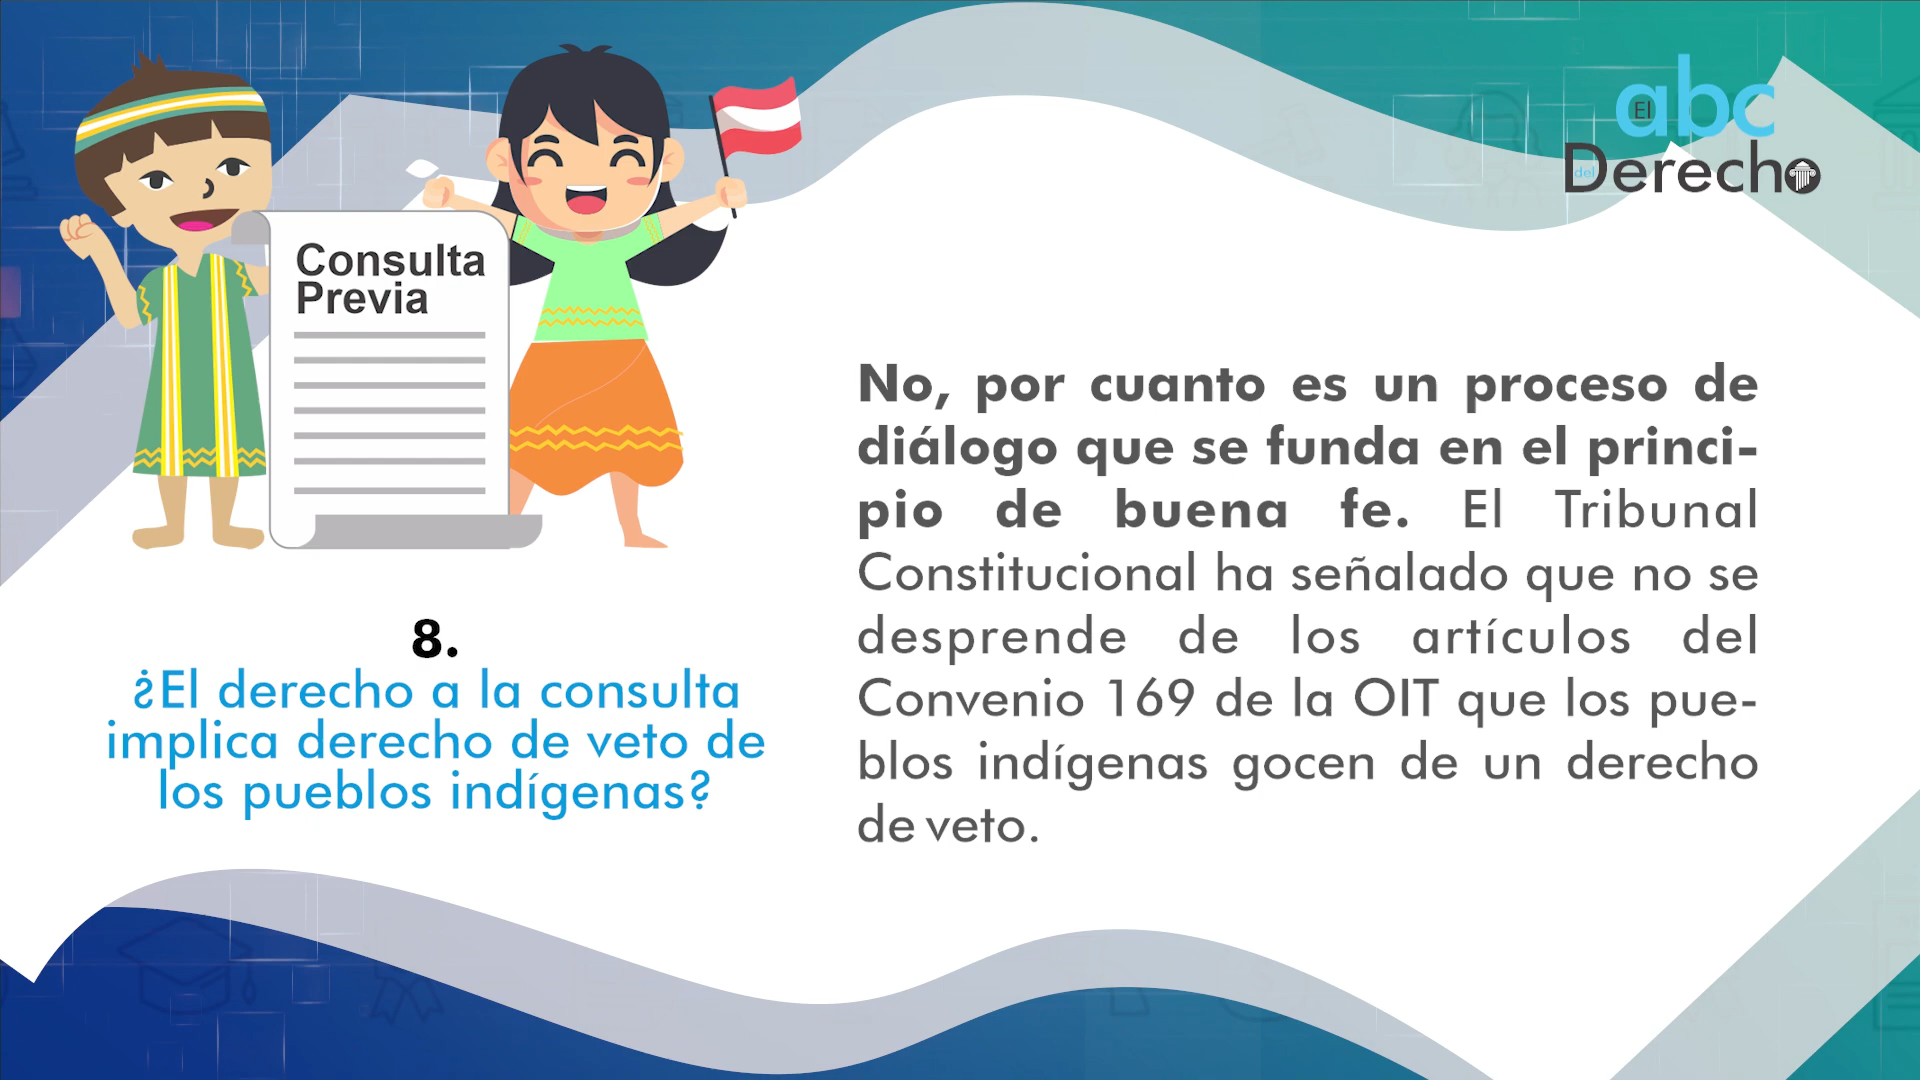 El abc
del Derecho
Consulta
Previa
8.
¿El derecho a la consulta
implica derecho de veto de
los pueblos indígenas?
No, por cuanto es un proceso de
diálogo que se funda en el princi-
pio de buena fe. El Tribunal
Constitucional ha señalado que no se
desprende de los artículos del
Convenio 169 de la OIT que los pue-
blos indígenas gocen de un derecho
de veto.